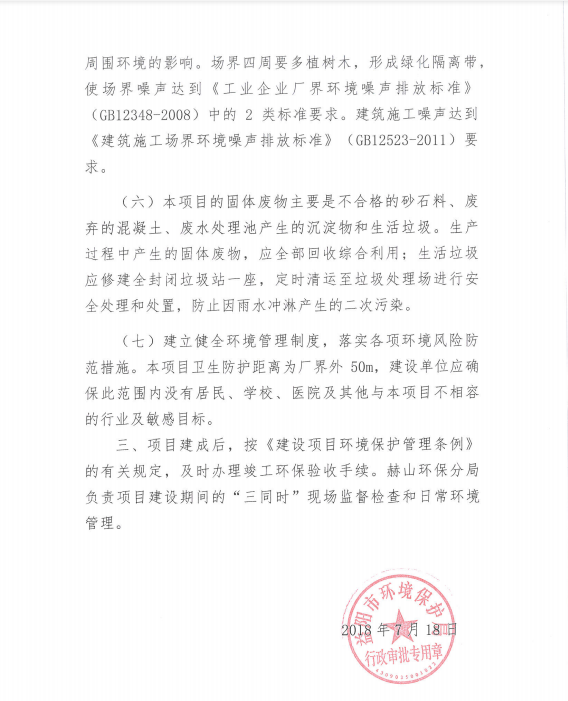 周围环境的影响。场界四周要多植树木，形成绿化隔离带，
使场界噪声达到《工业企业厂界环境噪声排放标准》
（GB12348-2008）中的 2 类标准要求。建筑施工噪声达到
《建筑施工场界环境噪声排放标准》（GB12523-2011）要
求。
（六）本项目的固体废物主要是不合格的砂石料、废
弃的混凝土、废水处理池产生的沉淀物和生活垃圾。生产
过程中产生的固体废物，应全部回收综合利用；生活垃圾
应修建全封闭垃圾站一座，定时清运至垃圾处理场进行安
全处理和处置，防止因雨水冲淋产生的二次污染。
（七）建立健全环境管理制度，落实各项环境风险防
范措施。本项目卫生防护距离为厂界外 50m，建设单位应确
保此范围内没有居民、学校、医院及其他与本项目不相容
的行业及敏感目标。
三、项目建成后，按《建设项目环境保护管理条例》
的有关规定，及时办理竣工环保验收手续。赫山环保分局
负责项目建设期间的“三同时”现场监督检查和日常环境
管理。
益阳市环境保护局
2018 年 7 月 18 日
行政审批专用章